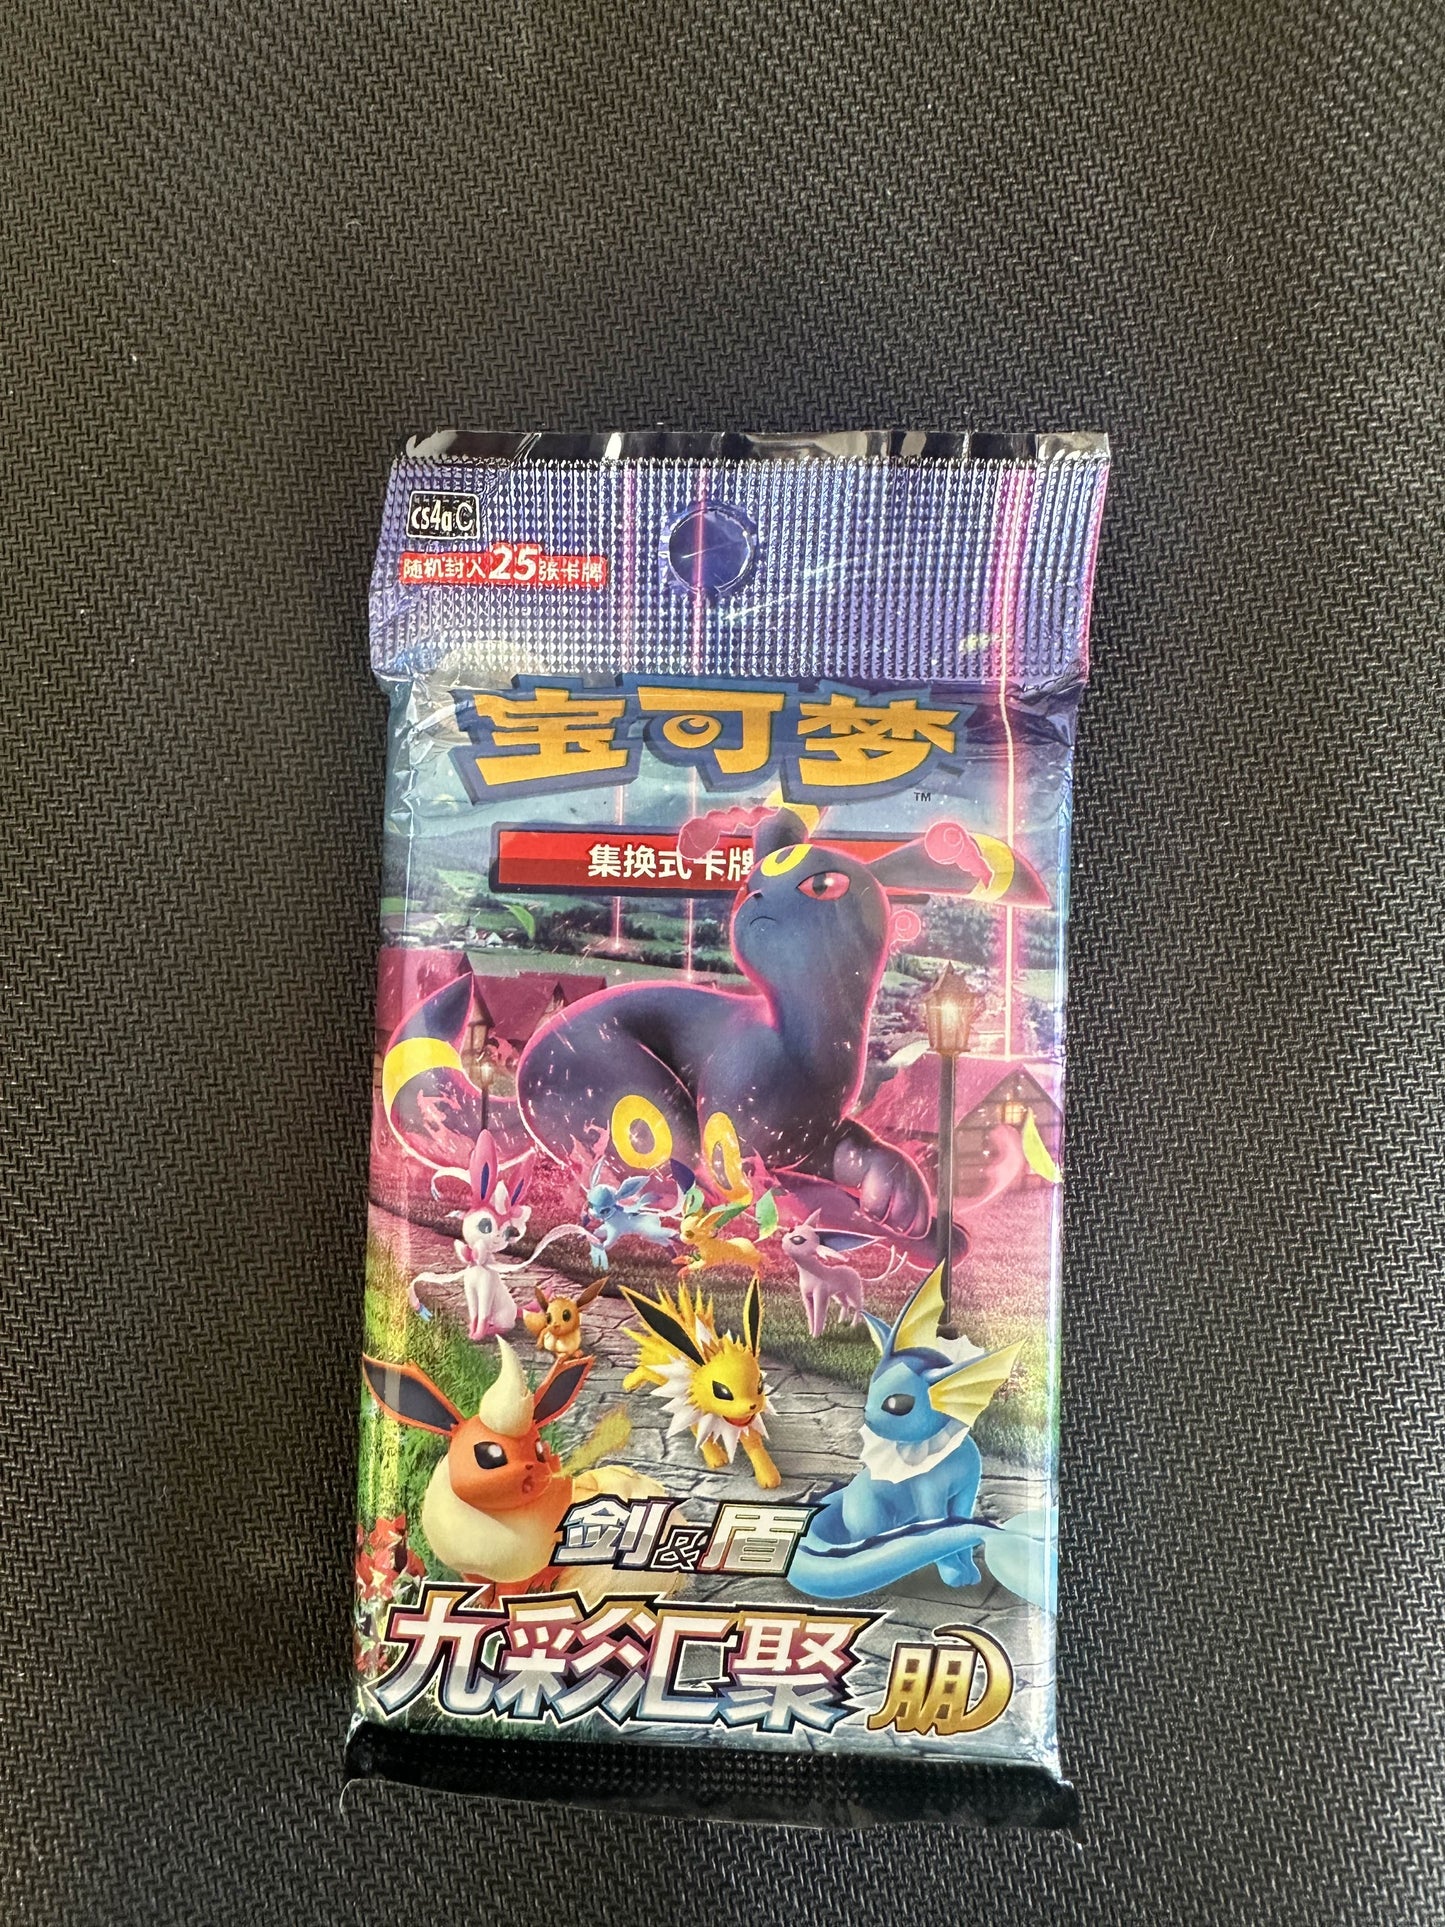 cs4aC
随机封入25张卡牌
宝可梦
TM
集换式卡牌
剑&盾
九彩汇聚 朋